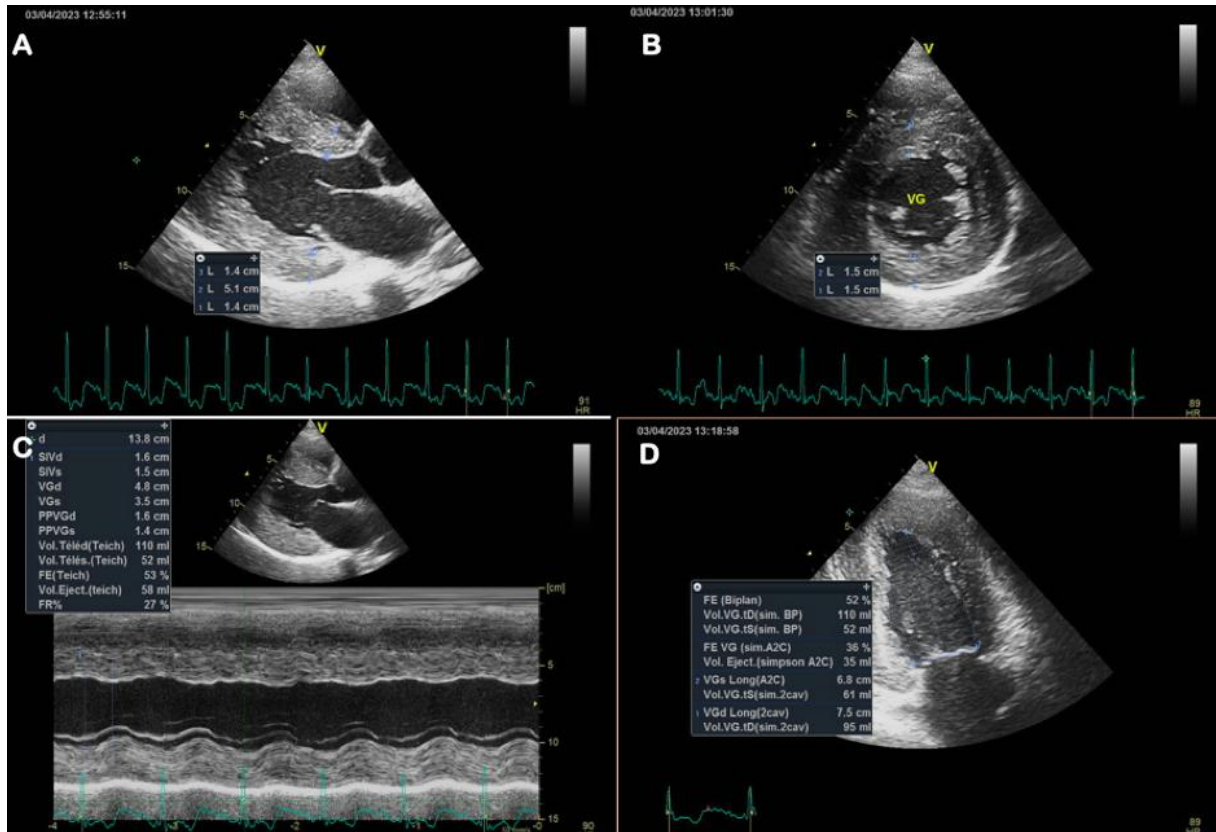 03/04/2023 12:55:11
A
V
5
10
15
3 L 1.4 cm
2 L 5.1 cm
1 L 1.4 cm
91
HR
03/04/2023 13:01:30
B
V
5
10
15
VG
2 L 1.5 cm
1 L 1.5 cm
89
HR
C
d 13.8 cm
SIVd 1.6 cm
SIVs 1.5 cm
VGd 4.8 cm
VGs 3.5 cm
PPVGd 1.6 cm
PPVGs 1.4 cm
Vol.Téléd(Teich) 110 ml
Vol.Télés.(Teich) 52 ml
FE(Teich) 53 %
Vol.Eject.(teich) 58 ml
FR% 27 %
V
5
10
15
[cm]
5
10
15
-4
-3
-2
-1
-0
90
03/04/2023 13:18:58
D
V
5
FE (Biplan) 52 %
Vol.VG.tD(sim. BP) 110 ml
Vol.VG.tS(sim. BP) 52 ml
FE VG (sim.A2C) 36 %
Vol. Eject.(simpson A2C) 35 ml
2 VGs Long(A2C) 6.8 cm
Vol.VG.tS(sim.2cav) 61 ml
1 VGd Long(2cav) 7.5 cm
Vol.VG.tD(sim.2cav) 95 ml
89
HR